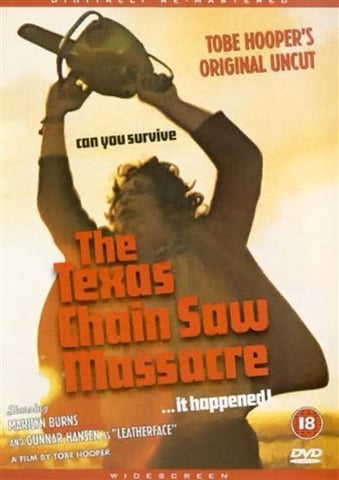 DIGITALLY RE-MASTERED
TOBE HOOPER'S
ORIGINAL UNCUT
can you survive
The
Texas
Chain Saw
Massacre
...it happened!
Starring
MARILYN BURNS
AND GUNNAR HANSEN AS "LEATHERFACE"
A FILM BY TOBE HOOPER
18
DVD
VIDEO
WIDESCREEN